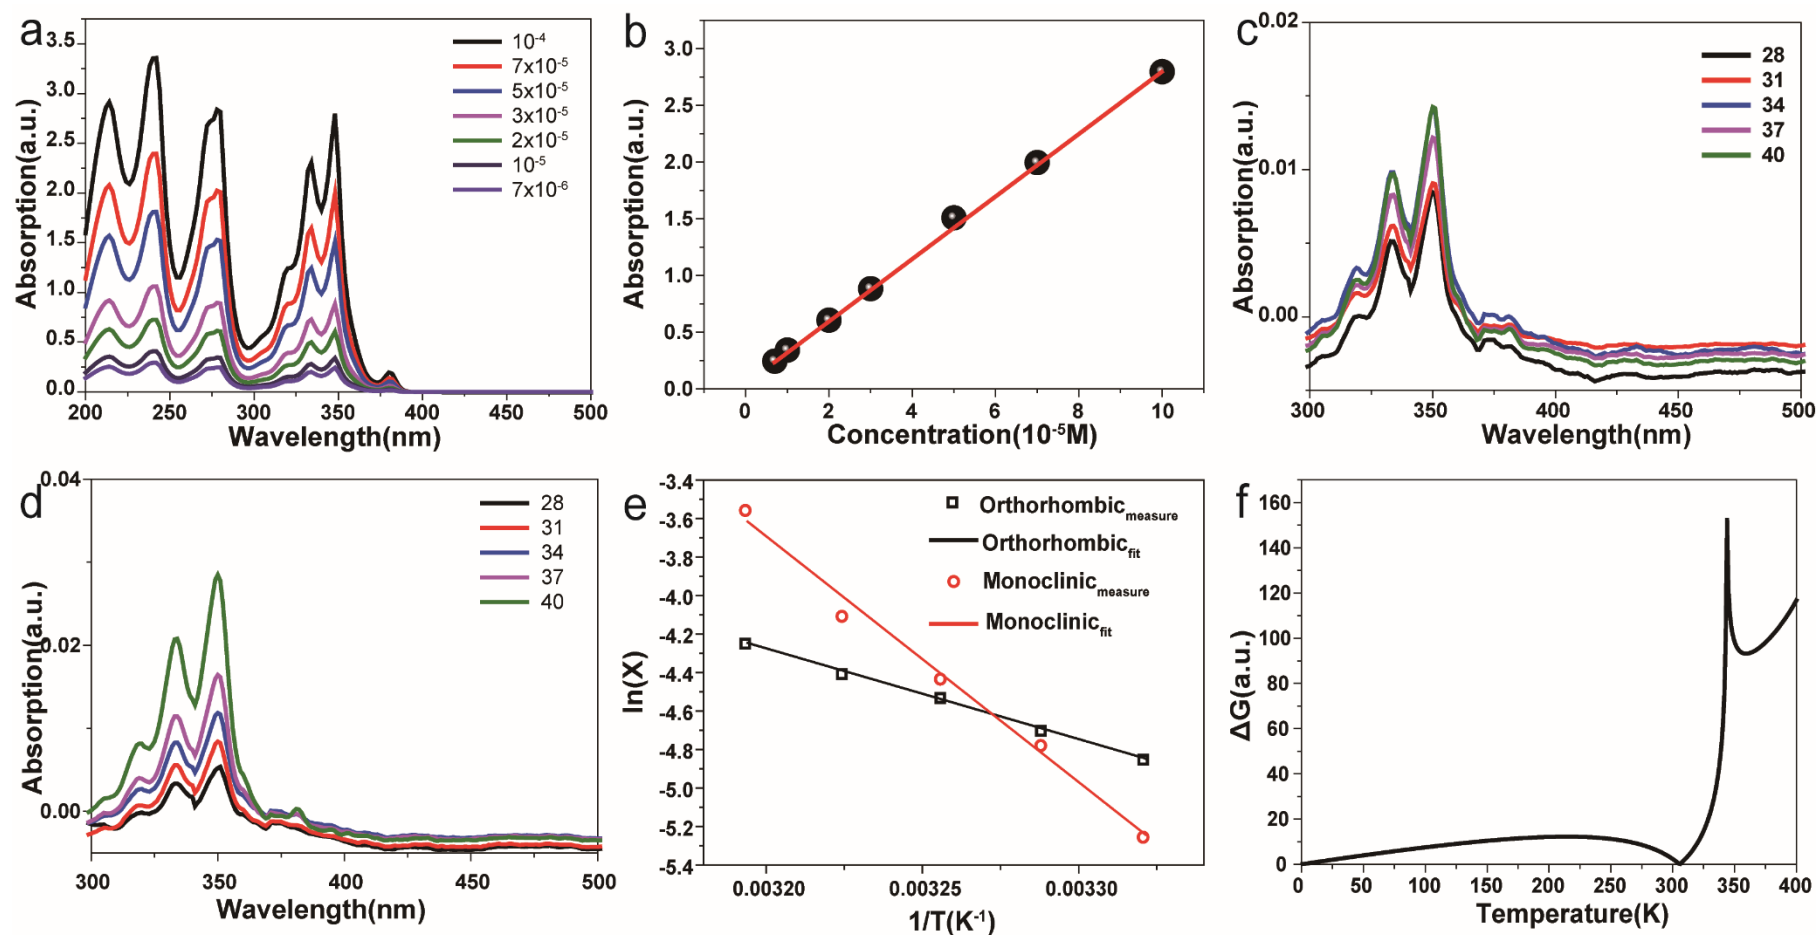 a
Absorption(a.u.)
3.5
3.0
2.5
2.0
1.5
1.0
0.5
0.0
200 250 300 350 400 450 500
Wavelength(nm)
10⁻⁴
7x10⁻⁵
5x10⁻⁵
3x10⁻⁵
2x10⁻⁵
10⁻⁵
7x10⁻⁶
b
Absorption(a.u.)
3.0
2.5
2.0
1.5
1.0
0.5
0.0
0 2 4 6 8 10
Concentration(10⁻⁵M)
c
Absorption(a.u.)
0.02
0.01
0.00
300 350 400 450 500
Wavelength(nm)
28
31
34
37
40
d
Absorption(a.u.)
0.04
0.02
0.00
300 350 400 450 500
Wavelength(nm)
28
31
34
37
40
e
ln(X)
-3.4
-3.6
-3.8
-4.0
-4.2
-4.4
-4.6
-4.8
-5.0
-5.2
-5.4
0.00320 0.00325 0.00330
1/T(K⁻¹)
Orthorhombic measure
Orthorhombic fit
Monoclinic measure
Monoclinic fit
f
ΔG(a.u.)
160
140
120
100
80
60
40
20
0
0 50 100 150 200 250 300 350 400
Temperature(K)